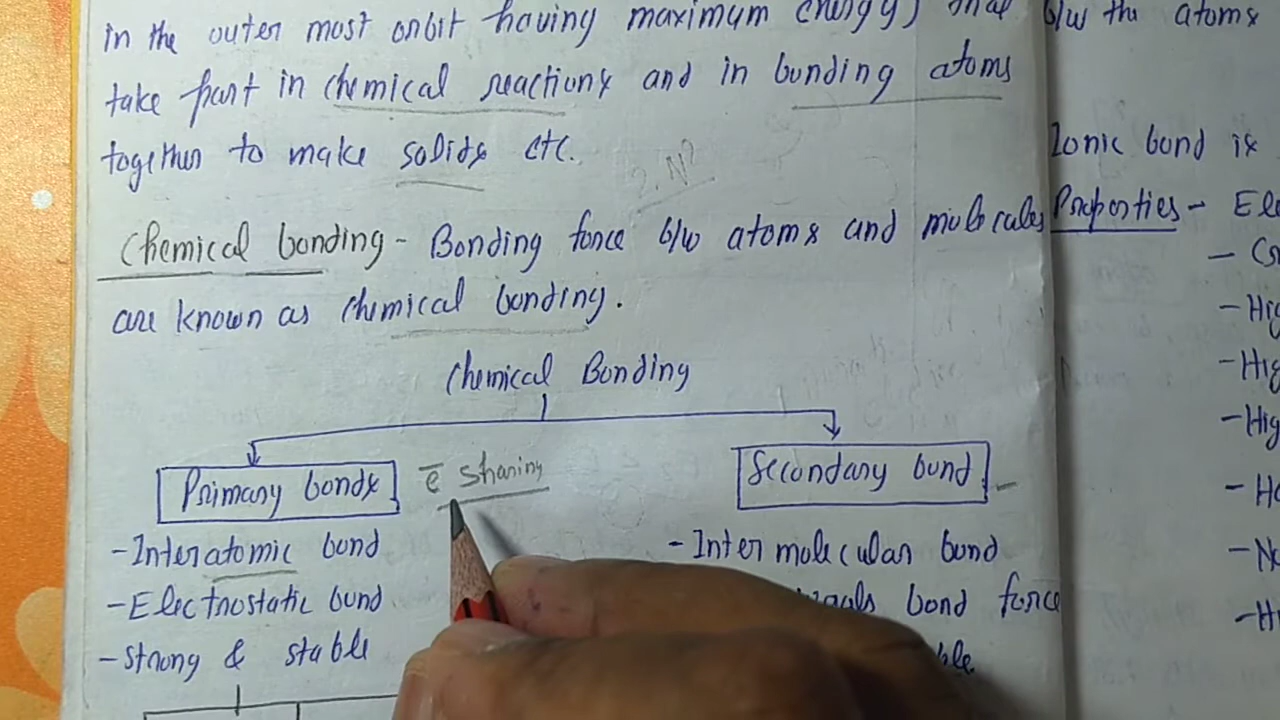 in the outer most orbit having maximum energy) that
take part in chemical reactions and in bonding atoms
together to make solids etc.
2. N°
Chemical bonding - Bonding force b/w atoms and molecules
are known as chemical bonding.
Chemical Bonding
Primary bonds
ē sharing
Secondary bond
- Interatomic bond
- Electrostatic bond
- Strong & stable
- Inter molecular bond
bond force
b/w the atoms
Ionic bond is
Properties -